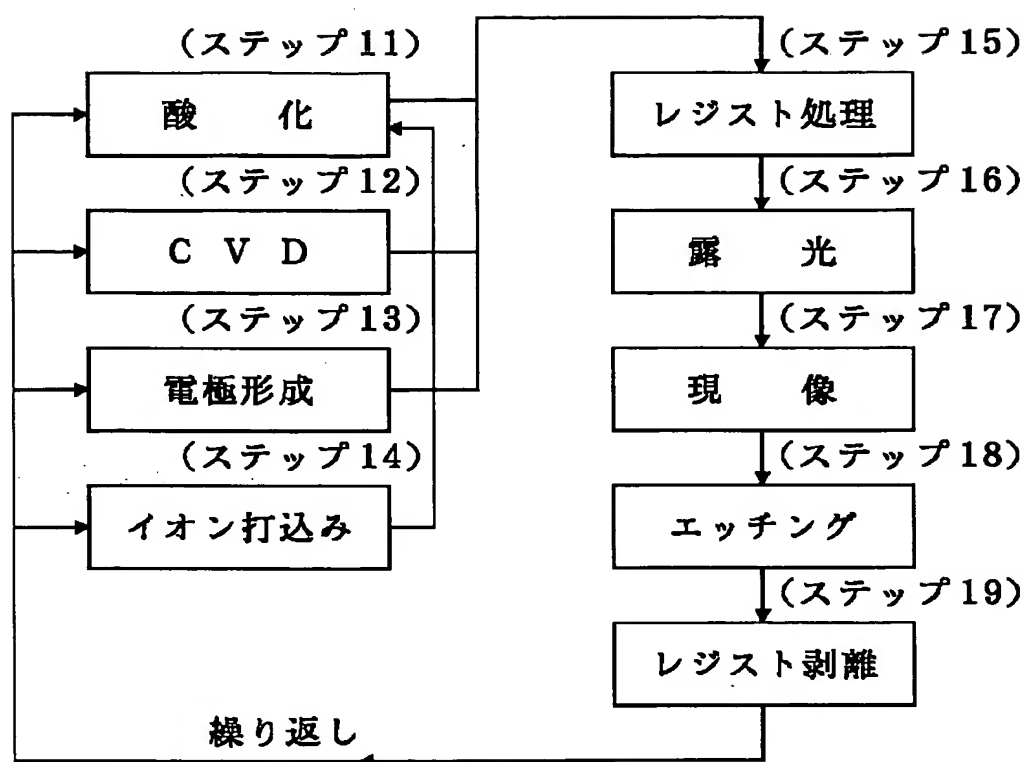 (ステップ11)
酸 化
(ステップ12)
C V D
(ステップ13)
電極形成
(ステップ14)
イオン打込み
(ステップ15)
レジスト処理
(ステップ16)
露 光
(ステップ17)
現 像
(ステップ18)
エッチング
(ステップ19)
レジスト剥離
繰り返し